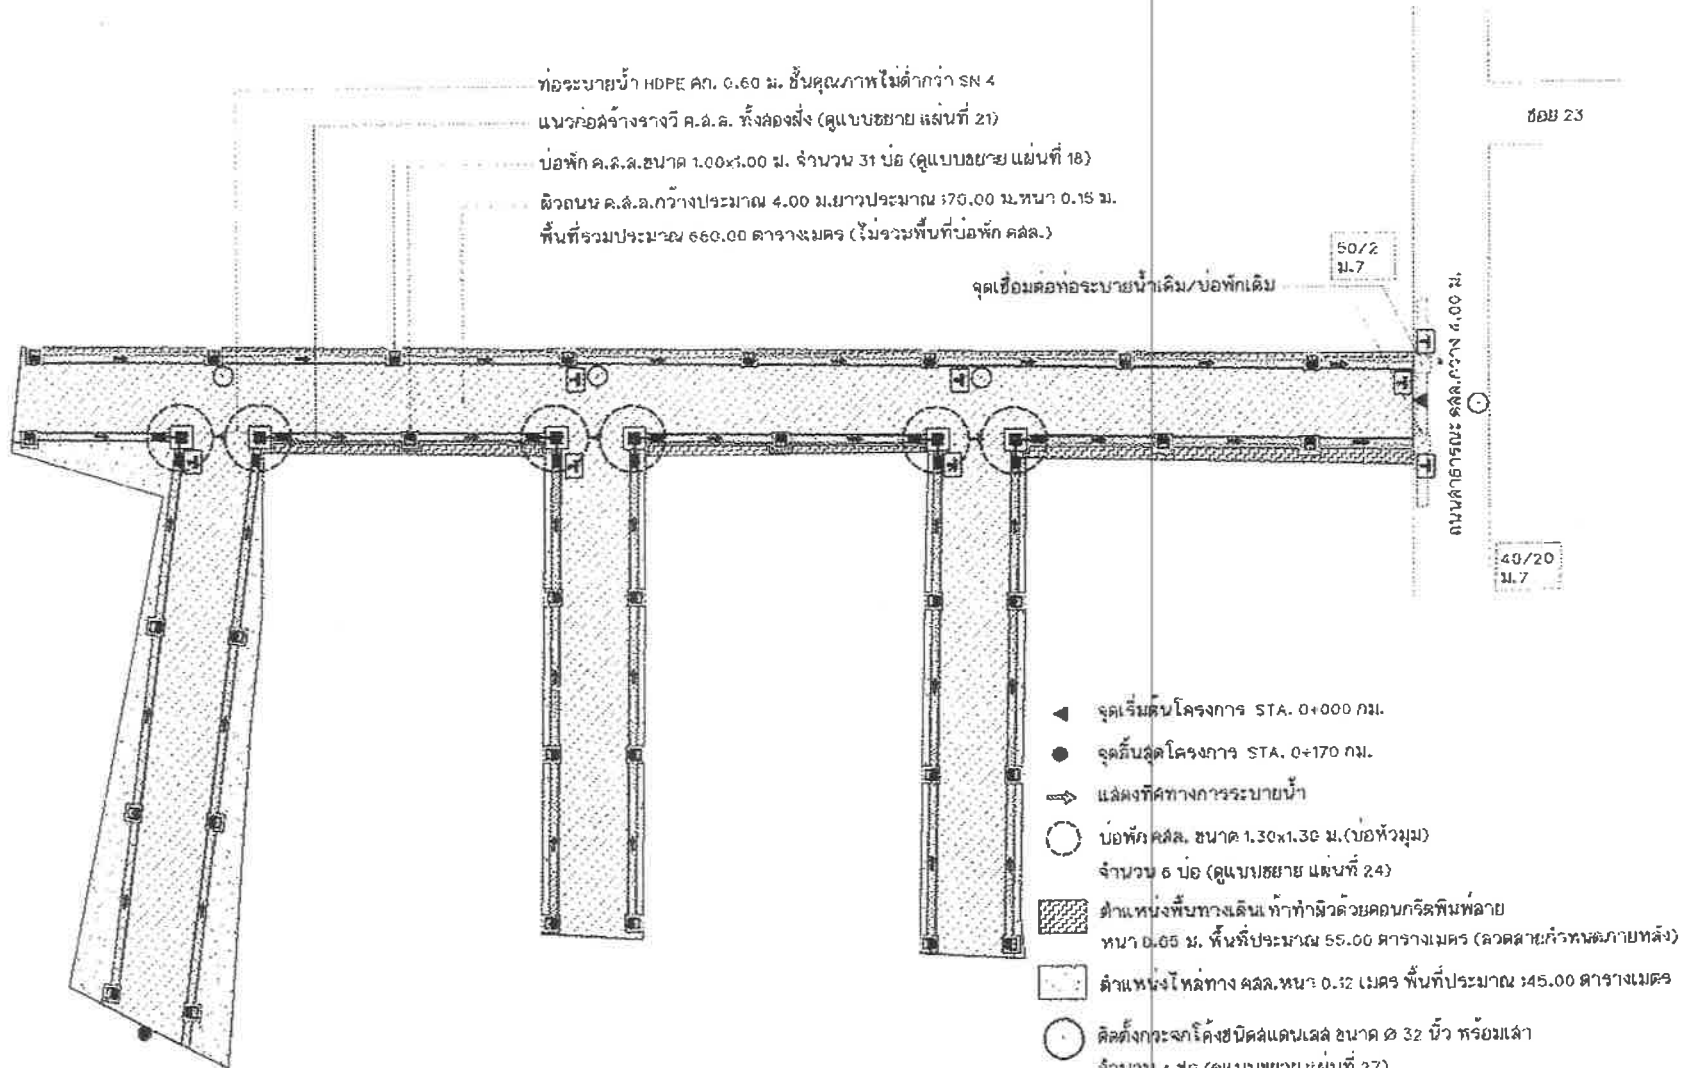 ท่อระบายน้ำ HDPE ศก. 0.60 ม. ชั้นคุณภาพไม่ต่ำกว่า SN 4
แนวก่อสร้างรางวี ค.ส.ล. ทั้งสองฝั่ง (ดูแบบขยาย แผ่นที่ 21)
บ่อพัก ค.ส.ล.ขนาด 1.00x1.00 ม. จำนวน 31 บ่อ (ดูแบบขยาย แผ่นที่ 18)
ผิวถนน ค.ส.ล.กว้างประมาณ 4.00 ม.ยาวประมาณ 170.00 ม.หนา 0.15 ม.
พื้นที่รวมประมาณ 660.00 ตารางเมตร (ไม่รวมพื้นที่บ่อพัก คสล.)
ซอย 23
50/2
ม.7
จุดเชื่อมต่อท่อระบายน้ำเดิม/บ่อพักเดิม
ถนนสาธารณะ คสล.กว้าง 4.00 ม.
40/20
ม.7
จุดเริ่มต้นโครงการ STA. 0+000 กม.
จุดสิ้นสุดโครงการ STA. 0+170 กม.
แสดงทิศทางการระบายน้ำ
บ่อพัก คสล. ขนาด 1.30x1.30 ม.(บ่อหัวมุม)
จำนวน 6 บ่อ (ดูแบบขยาย แผ่นที่ 24)
ตำแหน่งพื้นทางเดินเท้าทำผิวด้วยคอนกรีตพิมพ์ลาย
หนา 0.05 ม. พื้นที่ประมาณ 55.00 ตารางเมตร (ลวดลายกำหนดภายหลัง)
ตำแหน่งไหล่ทาง คสล.หนา 0.12 เมตร พื้นที่ประมาณ 145.00 ตารางเมตร
ติดตั้งกระจกโค้งชนิดสแตนเลส ขนาด Ø 32 นิ้ว พร้อมเสา
จำนวน 4 ชุด (ดูแบบขยาย แผ่นที่ 27)